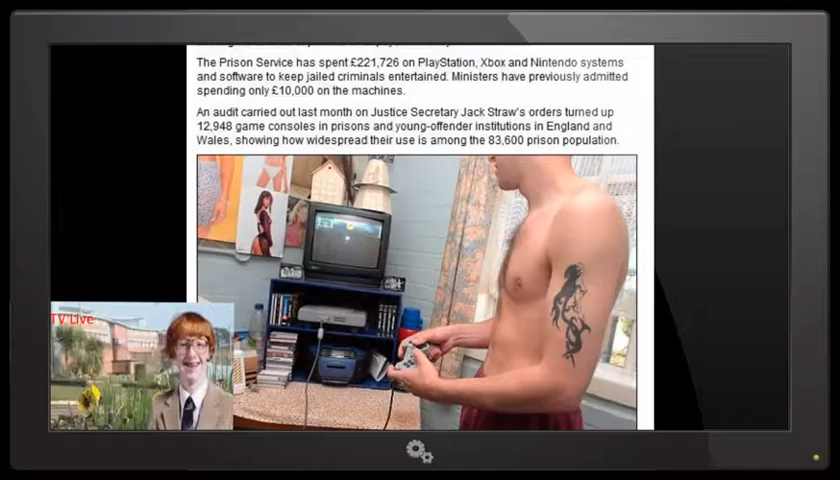 The Prison Service has spent £221,726 on PlayStation, Xbox and Nintendo systems
and software to keep jailed criminals entertained. Ministers have previously admitted
spending only £10,000 on the machines.
An audit carried out last month on Justice Secretary Jack Straw's orders turned up
12,948 game consoles in prisons and young-offender institutions in England and
Wales, showing how widespread their use is among the 83,600 prison population.
TV Live